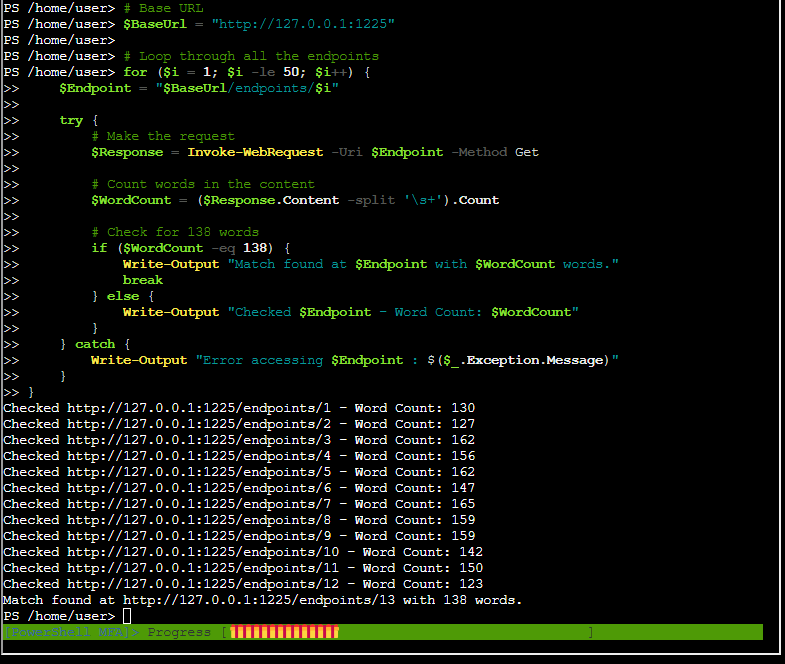 PS /home/user> # Base URL
PS /home/user> $BaseUrl = "http://127.0.0.1:1225"
PS /home/user>
PS /home/user> # Loop through all the endpoints
PS /home/user> for ($i = 1; $i -le 50; $i++) {
>>     $Endpoint = "$BaseUrl/endpoints/$i"
>>
>>     try {
>>         # Make the request
>>         $Response = Invoke-WebRequest -Uri $Endpoint -Method Get
>>
>>         # Count words in the content
>>         $WordCount = ($Response.Content -split '\s+').Count
>>
>>         # Check for 138 words
>>         if ($WordCount -eq 138) {
>>             Write-Output "Match found at $Endpoint with $WordCount words."
>>             break
>>         } else {
>>             Write-Output "Checked $Endpoint - Word Count: $WordCount"
>>         }
>>     } catch {
>>         Write-Output "Error accessing $Endpoint : $($_.Exception.Message)"
>>     }
>> }
Checked http://127.0.0.1:1225/endpoints/1 - Word Count: 130
Checked http://127.0.0.1:1225/endpoints/2 - Word Count: 127
Checked http://127.0.0.1:1225/endpoints/3 - Word Count: 162
Checked http://127.0.0.1:1225/endpoints/4 - Word Count: 156
Checked http://127.0.0.1:1225/endpoints/5 - Word Count: 162
Checked http://127.0.0.1:1225/endpoints/6 - Word Count: 147
Checked http://127.0.0.1:1225/endpoints/7 - Word Count: 165
Checked http://127.0.0.1:1225/endpoints/8 - Word Count: 159
Checked http://127.0.0.1:1225/endpoints/9 - Word Count: 159
Checked http://127.0.0.1:1225/endpoints/10 - Word Count: 142
Checked http://127.0.0.1:1225/endpoints/11 - Word Count: 150
Checked http://127.0.0.1:1225/endpoints/12 - Word Count: 123
Match found at http://127.0.0.1:1225/endpoints/13 with 138 words.
PS /home/user>
[PowerShell MFA]> Progress [ ]